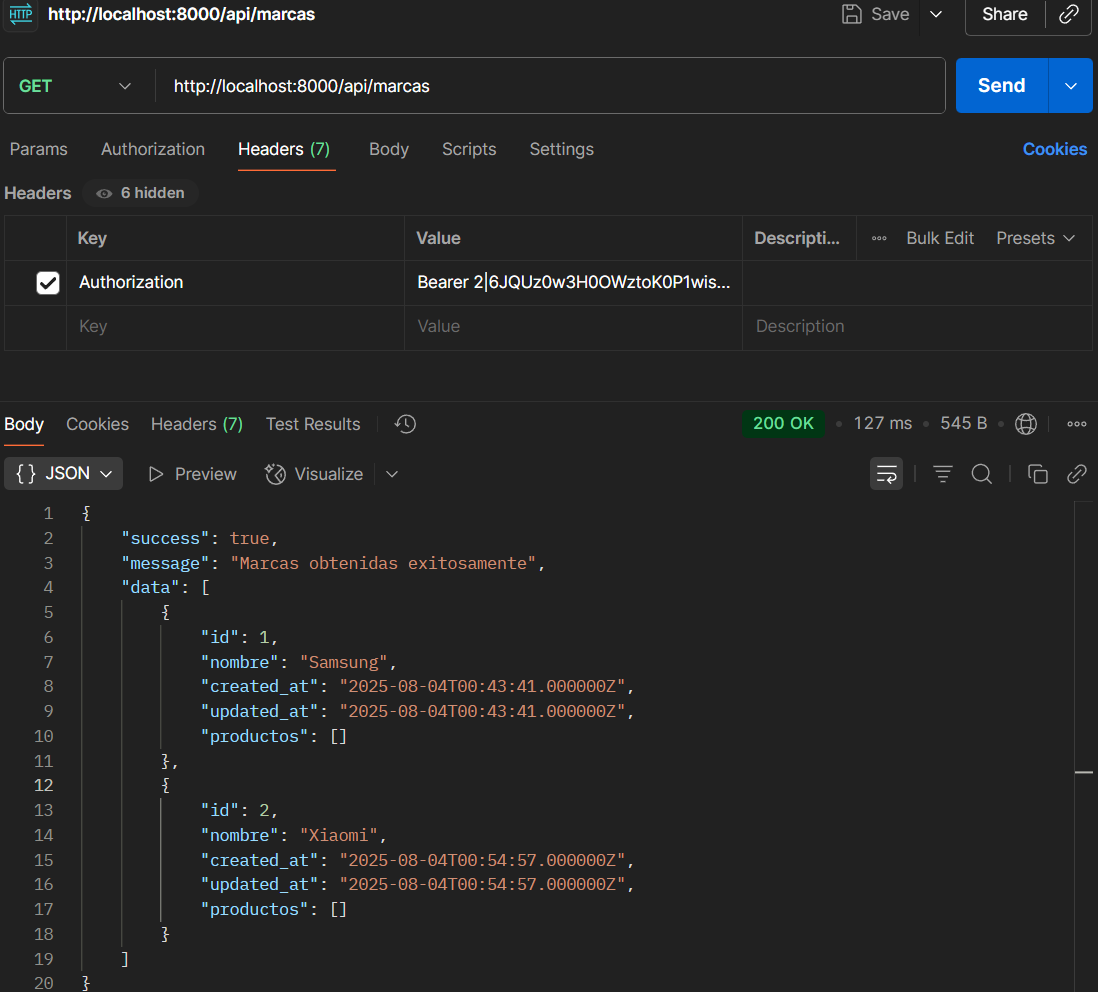 HTTP http://localhost:8000/api/marcas Save Share
GET http://localhost:8000/api/marcas Send
Params Authorization Headers (7) Body Scripts Settings Cookies
Headers 6 hidden
Key Value Descripti... Bulk Edit Presets
Authorization Bearer 2|6JQUz0w3H0OWztoK0P1wis...
Key Value Description
Body Cookies Headers (7) Test Results 200 OK • 127 ms • 545 B •
{} JSON Preview Visualize
1 {
2 "success": true,
3 "message": "Marcas obtenidas exitosamente",
4 "data": [
5 {
6 "id": 1,
7 "nombre": "Samsung",
8 "created_at": "2025-08-04T00:43:41.000000Z",
9 "updated_at": "2025-08-04T00:43:41.000000Z",
10 "productos": []
11 },
12 {
13 "id": 2,
14 "nombre": "Xiaomi",
15 "created_at": "2025-08-04T00:54:57.000000Z",
16 "updated_at": "2025-08-04T00:54:57.000000Z",
17 "productos": []
18 }
19 ]
20 }